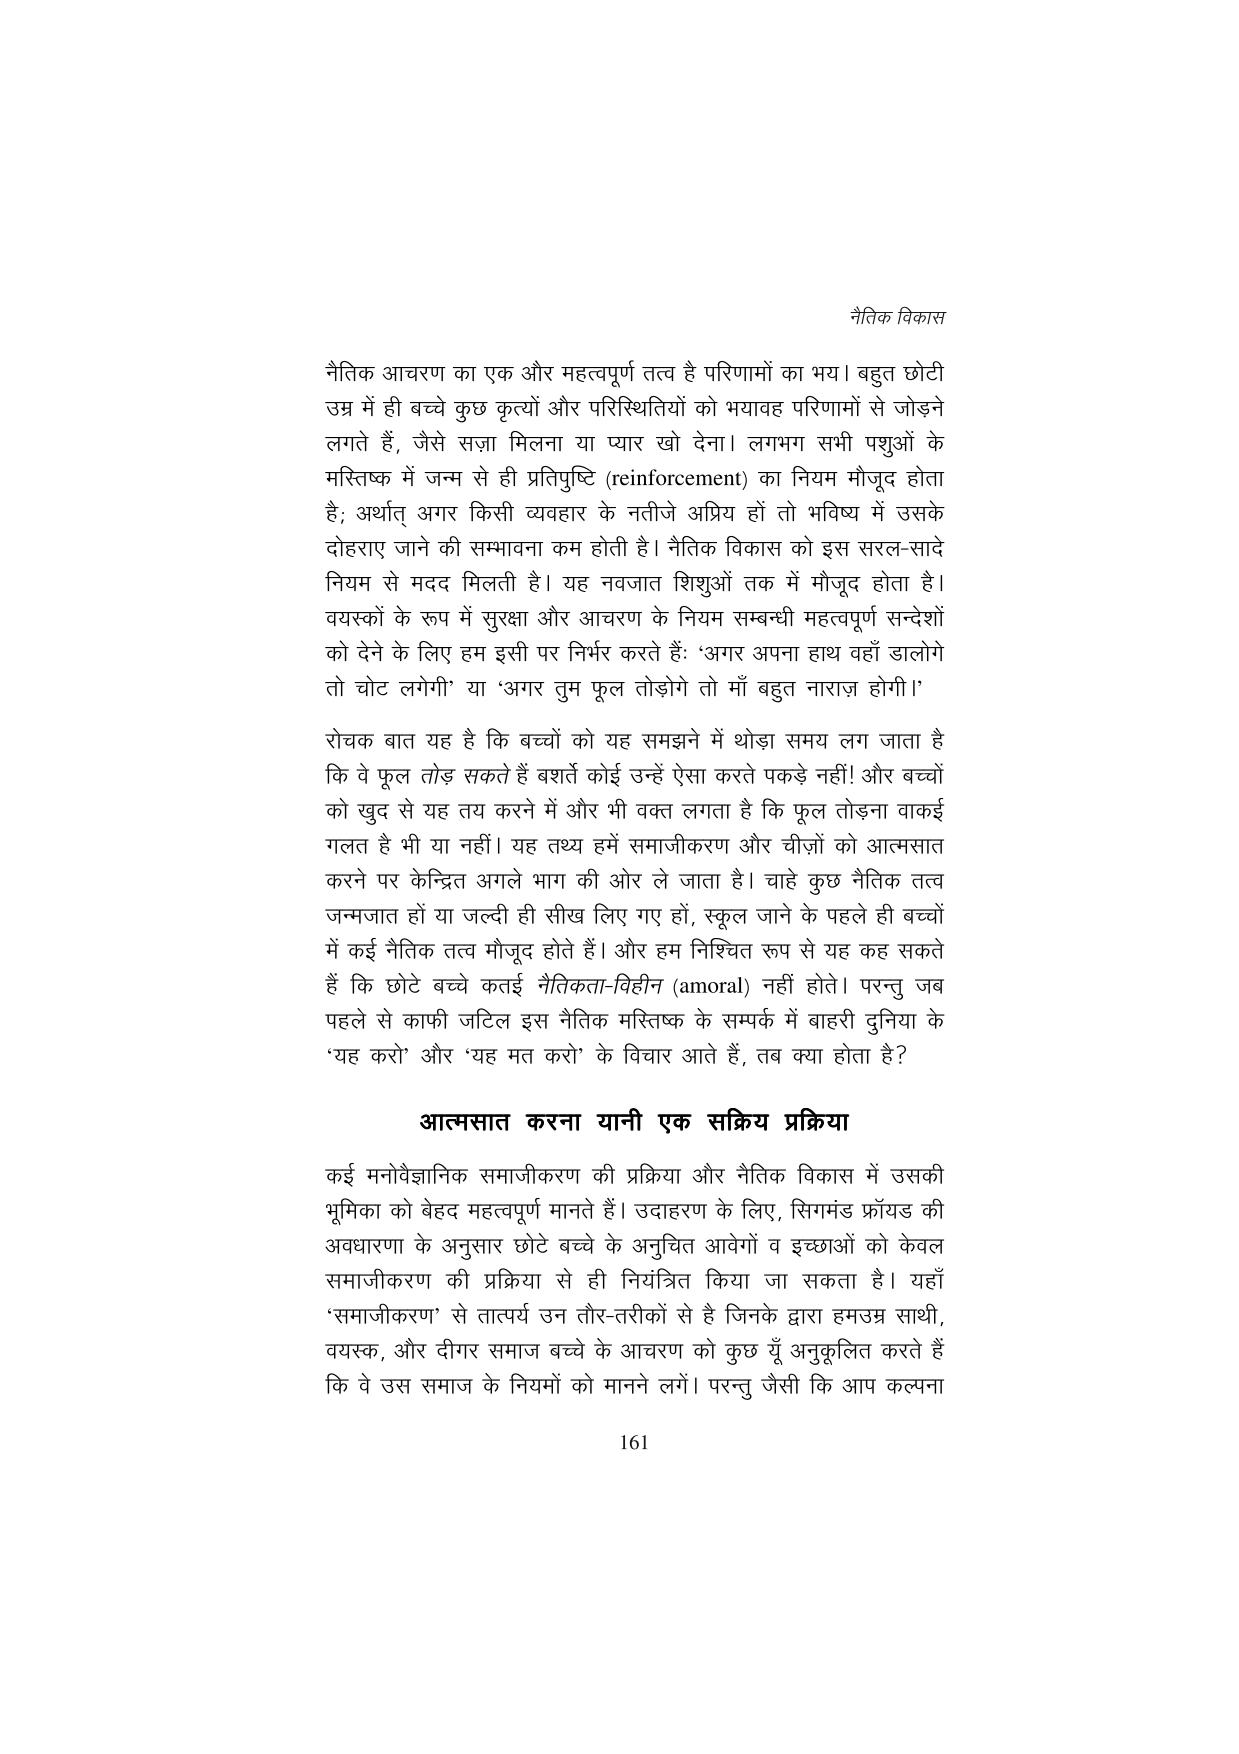 नैतिक विकास
नैतिक आचरण का एक और महत्वपूर्ण तत्व है परिणामों का भय। बहुत छोटी
उम्र में ही बच्चे कुछ कृत्यों और परिस्थितियों को भयावह परिणामों से जोड़ने
लगते हैं, जैसे सज़ा मिलना या प्यार खो देना। लगभग सभी पशुओं के
मस्तिष्क में जन्म से ही प्रतिपुष्टि (reinforcement) का नियम मौजूद होता
है; अर्थात् अगर किसी व्यवहार के नतीजे अप्रिय हों तो भविष्य में उसके
दोहराए जाने की सम्भावना कम होती है। नैतिक विकास को इस सरल-सादे
नियम से मदद मिलती है। यह नवजात शिशुओं तक में मौजूद होता है।
वयस्कों के रूप में सुरक्षा और आचरण के नियम सम्बन्धी महत्वपूर्ण सन्देशों
को देने के लिए हम इसी पर निर्भर करते हैंः ‘अगर अपना हाथ वहाँ डालोगे
तो चोट लगेगी’ या ‘अगर तुम फूल तोड़ोगे तो माँ बहुत नाराज़ होगी।’
रोचक बात यह है कि बच्चों को यह समझने में थोड़ा समय लग जाता है
कि वे फूल तोड़ सकते हैं बशर्ते कोई उन्हें ऐसा करते पकड़े नहीं! और बच्चों
को खुद से यह तय करने में और भी वक्त लगता है कि फूल तोड़ना वाकई
गलत है भी या नहीं। यह तथ्य हमें समाजीकरण और चीज़ों को आत्मसात
करने पर केन्द्रित अगले भाग की ओर ले जाता है। चाहे कुछ नैतिक तत्व
जन्मजात हों या जल्दी ही सीख लिए गए हों, स्कूल जाने के पहले ही बच्चों
में कई नैतिक तत्व मौजूद होते हैं। और हम निश्चित रूप से यह कह सकते
हैं कि छोटे बच्चे कतई नैतिकता-विहीन (amoral) नहीं होते। परन्तु जब
पहले से काफी जटिल इस नैतिक मस्तिष्क के सम्पर्क में बाहरी दुनिया के
‘यह करो’ और ‘यह मत करो’ के विचार आते हैं, तब क्या होता है?
आत्मसात करना यानी एक सक्रिय प्रक्रिया
कई मनोवैज्ञानिक समाजीकरण की प्रक्रिया और नैतिक विकास में उसकी
भूमिका को बेहद महत्वपूर्ण मानते हैं। उदाहरण के लिए, सिगमंड फ्रॉयड की
अवधारणा के अनुसार छोटे बच्चे के अनुचित आवेगों व इच्छाओं को केवल
समाजीकरण की प्रक्रिया से ही नियंत्रित किया जा सकता है। यहाँ
‘समाजीकरण’ से तात्पर्य उन तौर-तरीकों से है जिनके द्वारा हमउम्र साथी,
वयस्क, और दीगर समाज बच्चे के आचरण को कुछ यूँ अनुकूलित करते हैं
कि वे उस समाज के नियमों को मानने लगें। परन्तु जैसी कि आप कल्पना
161